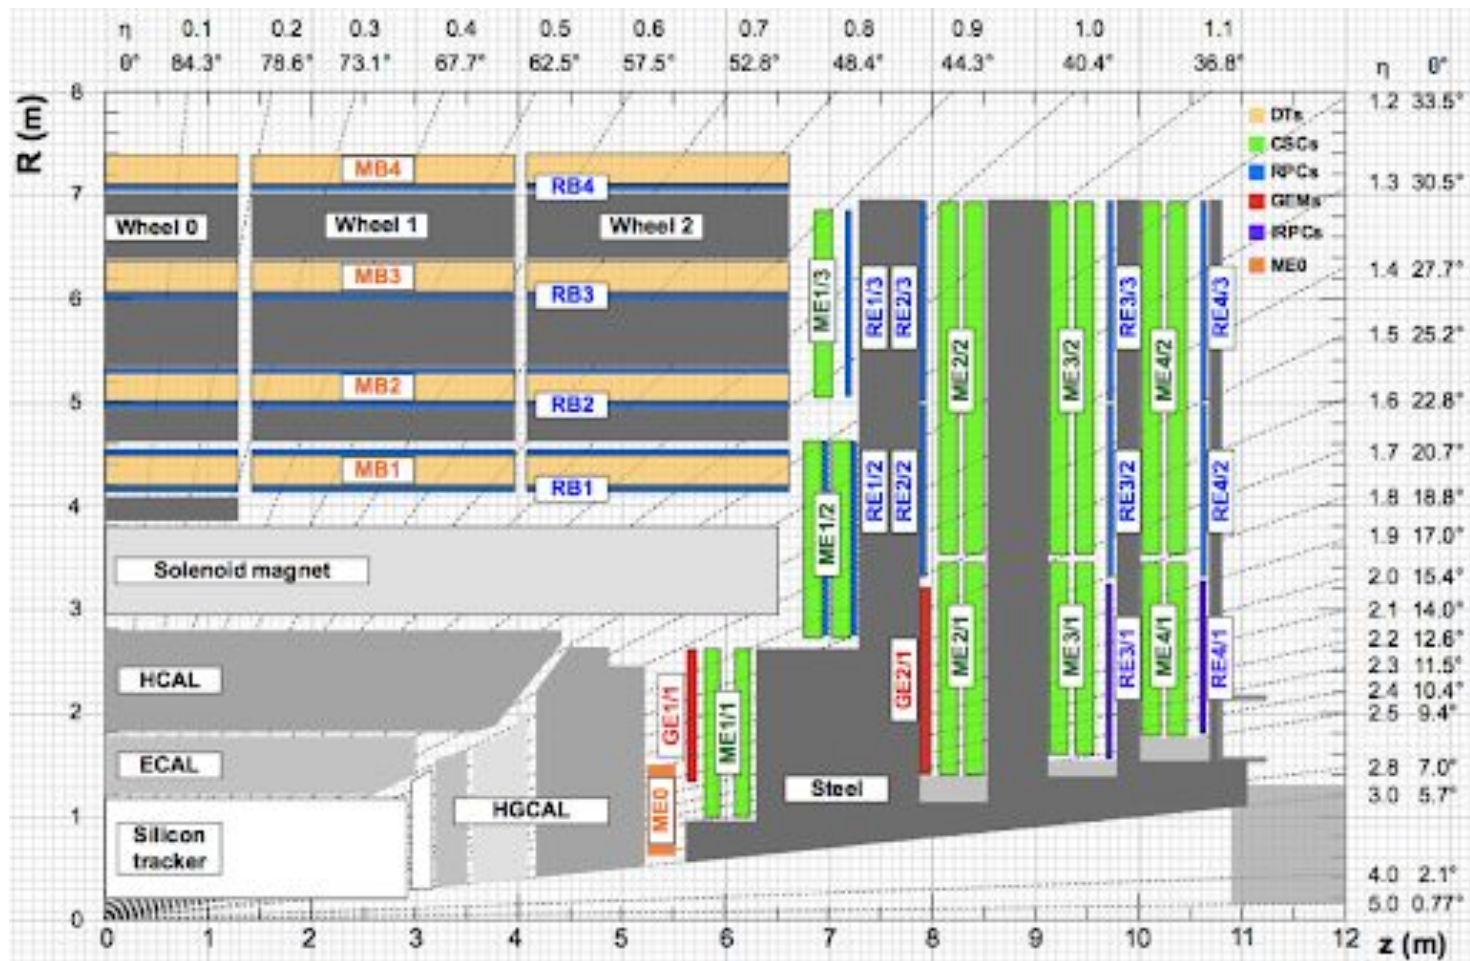 η 0.1 0.2 0.3 0.4 0.5 0.6 0.7 0.8 0.9 1.0 1.1
θ° 84.3° 78.6° 73.1° 67.7° 62.5° 57.5° 52.8° 48.4° 44.3° 40.4° 36.8° η θ°
R (m)
8
7
6
5
4
3
2
1
0
1.2 33.5°
1.3 30.5°
1.4 27.7°
1.5 25.2°
1.6 22.8°
1.7 20.7°
1.8 18.8°
1.9 17.0°
2.0 15.4°
2.1 14.0°
2.2 12.6°
2.3 11.5°
2.4 10.4°
2.5 9.4°
2.8 7.0°
3.0 5.7°
4.0 2.1°
5.0 0.77°
DTs
CSCs
RPCs
GEMs
iRPCs
ME0
MB4
RB4
Wheel 0
Wheel 1
Wheel 2
MB3
RB3
MB2
RB2
MB1
RB1
Solenoid magnet
HCAL
ECAL
Silicon
tracker
HGCAL
Steel
ME0
GE1/1
ME1/1
ME1/2
ME1/3
RE1/3
RE2/3
RE1/2
RE2/2
GE2/1
ME2/2
ME2/1
ME3/2
ME3/1
RE3/3
RE3/2
RE3/1
ME4/2
ME4/1
RE4/3
RE4/2
RE4/1
0 1 2 3 4 5 6 7 8 9 10 11 12
z (m)